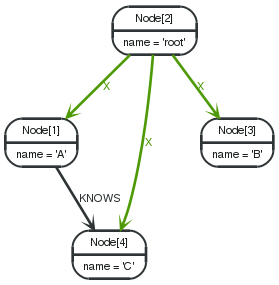 Node[2]
name = 'root'
X
X
Node[1]
name = 'A'
Node[3]
name = 'B'
X
KNOWS
Node[4]
name = 'C'